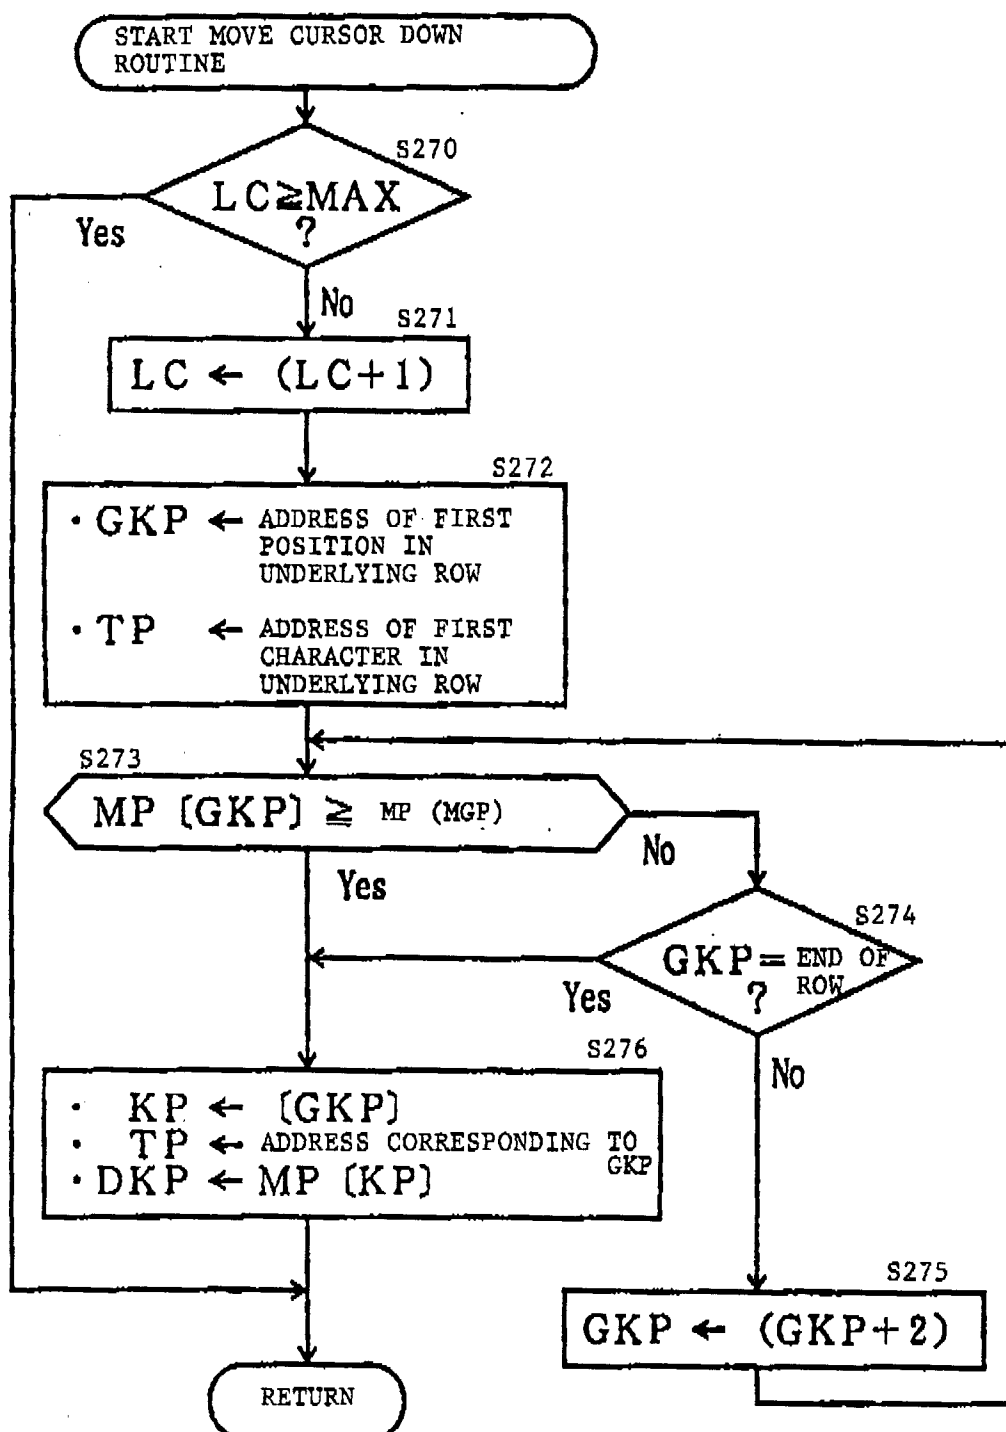 START MOVE CURSOR DOWN
ROUTINE
S270
LC≧MAX
?
Yes
No
S271
LC ← (LC+1)
S272
· GKP ← ADDRESS OF FIRST
POSITION IN
UNDERLYING ROW
· TP ← ADDRESS OF FIRST
CHARACTER IN
UNDERLYING ROW
S273
MP [GKP] ≧ MP (MGP)
No
Yes
S274
GKP= END OF
ROW
?
Yes
No
S276
· KP ← [GKP]
· TP ← ADDRESS CORRESPONDING TO
GKP
· DKP ← MP [KP]
S275
GKP ← (GKP+2)
RETURN